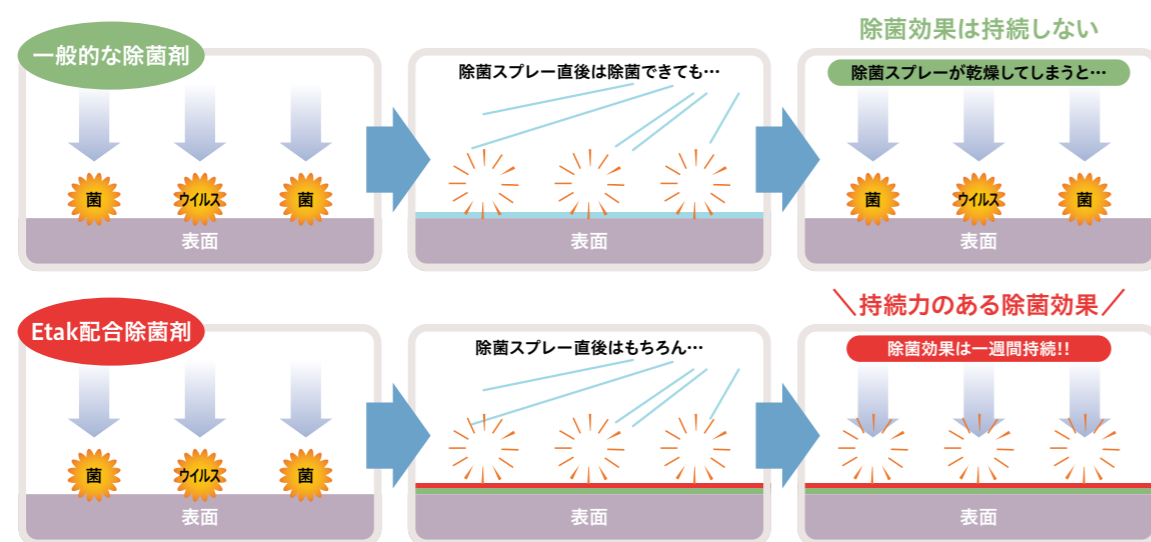 除菌効果は持続しない
一般的な除菌剤
菌
ウイルス
菌
表面
除菌スプレー直後は除菌できても…
表面
除菌スプレーが乾燥してしまうと…
菌
ウイルス
菌
表面
＼持続力のある除菌効果／
Etak配合除菌剤
菌
ウイルス
菌
表面
除菌スプレー直後はもちろん…
表面
除菌効果は一週間持続!!
表面